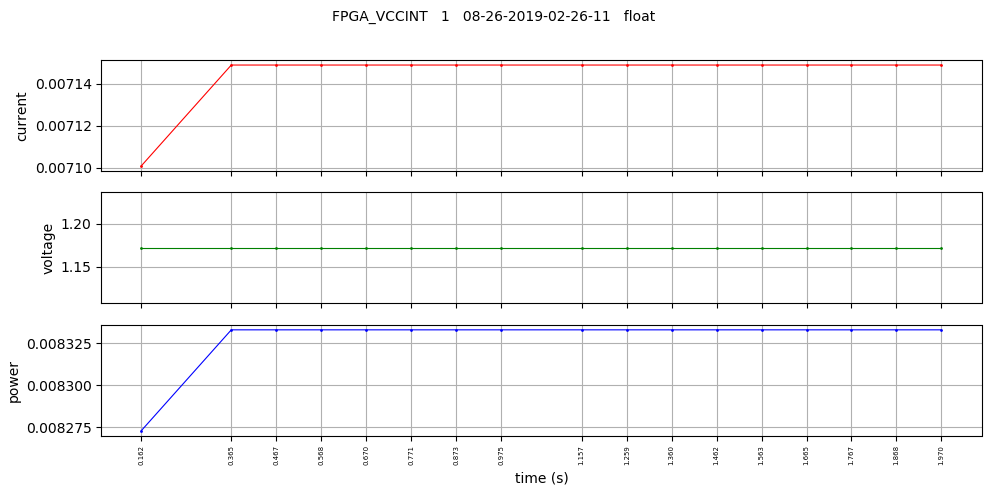 FPGA_VCCINT 1 08-26-2019-02-26-11 float
0.00714
0.00712
0.00710
current
1.20
1.15
voltage
0.008325
0.008300
0.008275
power
0.162 0.365 0.467 0.568 0.670 0.771 0.873 0.975 1.157 1.259 1.360 1.462 1.563 1.665 1.767 1.868 1.970
time (s)